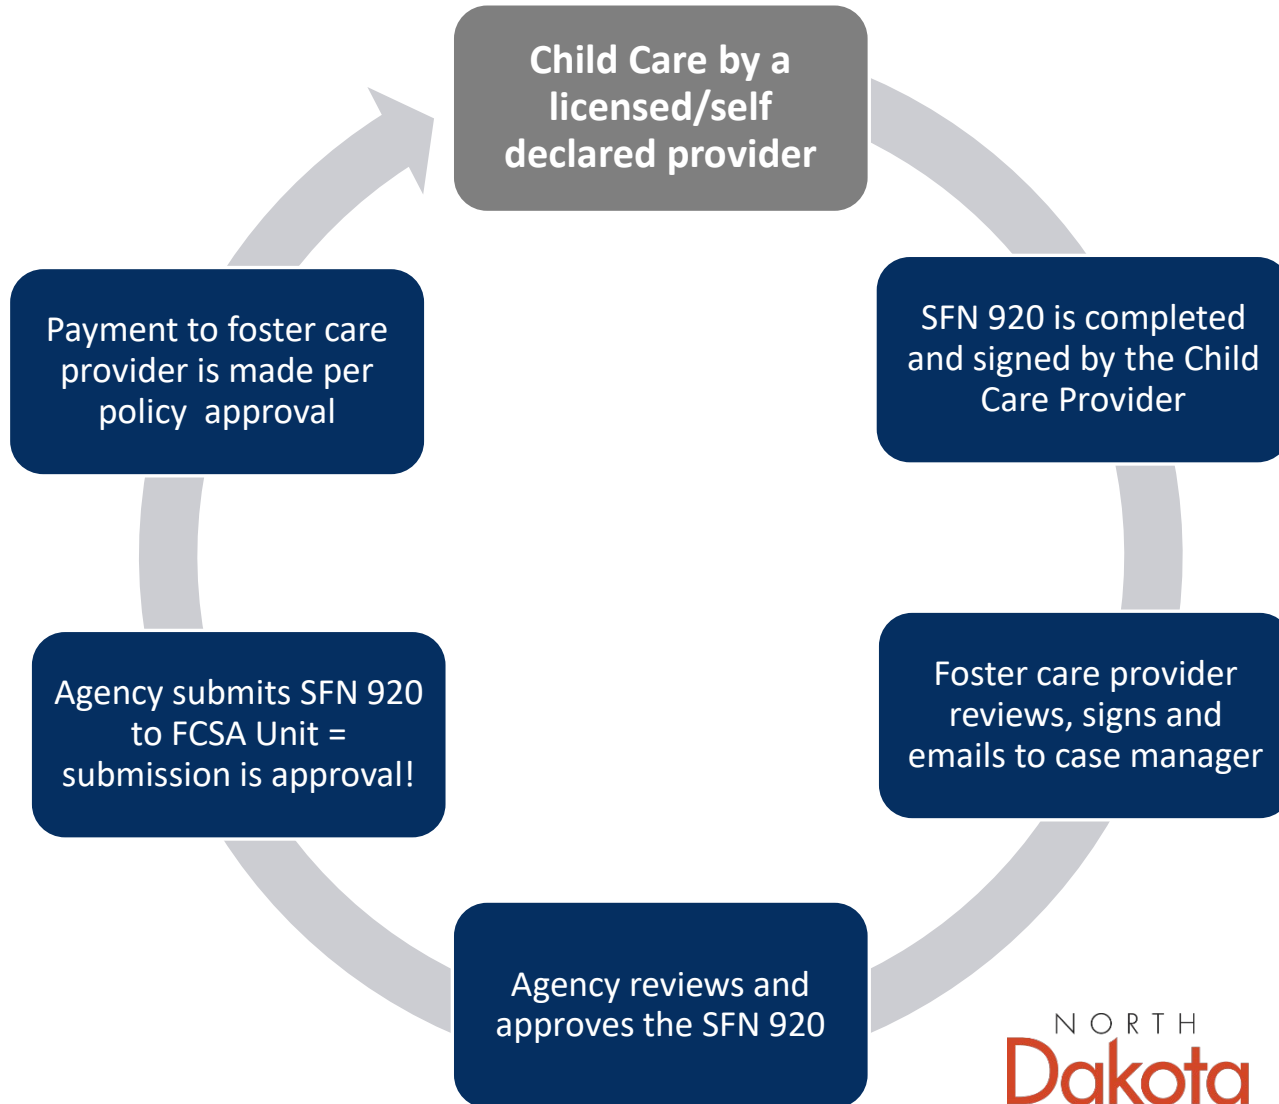 Child Care by a
licensed/self
declared provider
SFN 920 is completed
and signed by the Child
Care Provider
Foster care provider
reviews, signs and
emails to case manager
Agency reviews and
approves the SFN 920
Agency submits SFN 920
to FCSA Unit =
submission is approval!
Payment to foster care
provider is made per
policy approval
NORTH
Dakota